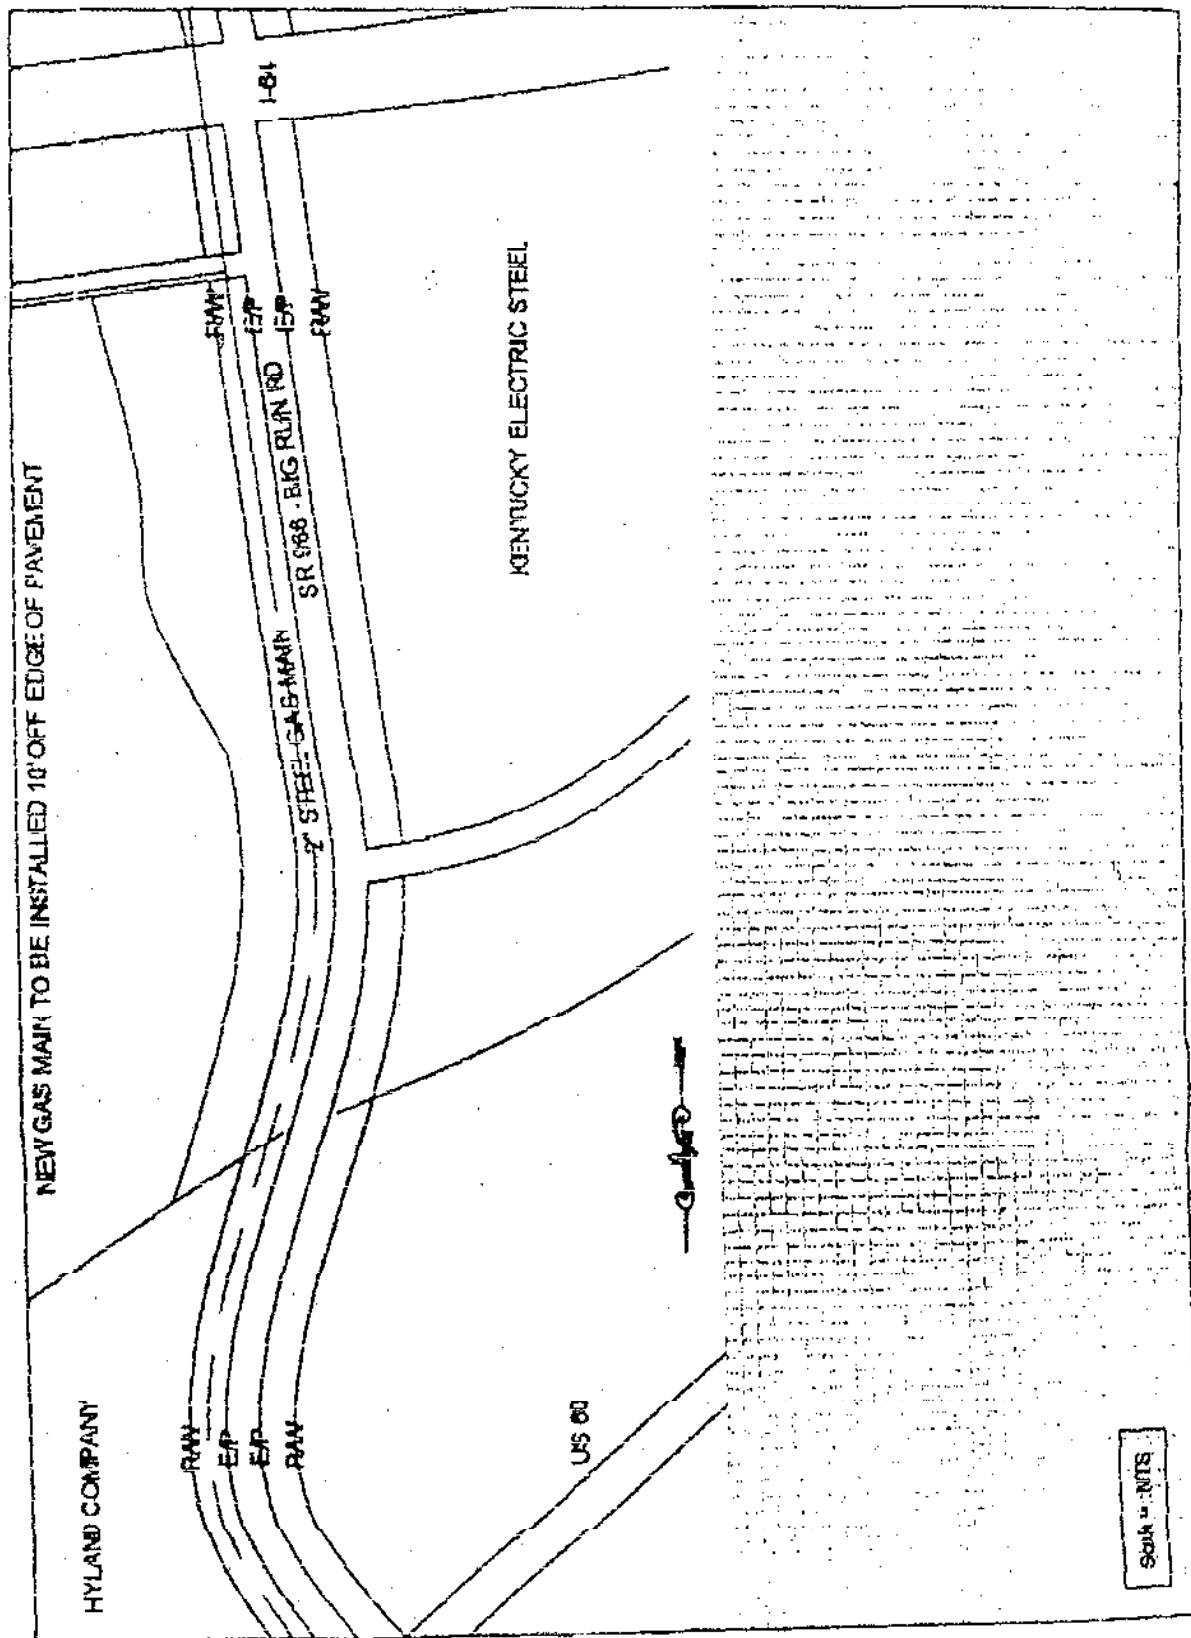 NEW GAS MAIN TO BE INSTALLED 10' OFF EDGE OF PAVEMENT
HYLAND COMPANY
I-64
R/W
E/P
E/P
R/W
SR 966 - BIG RUN RD
2" STEEL GAS MAIN
KENTUCKY ELECTRIC STEEL
R/W
E/P
E/P
R/W
US 60
Scale = NTS